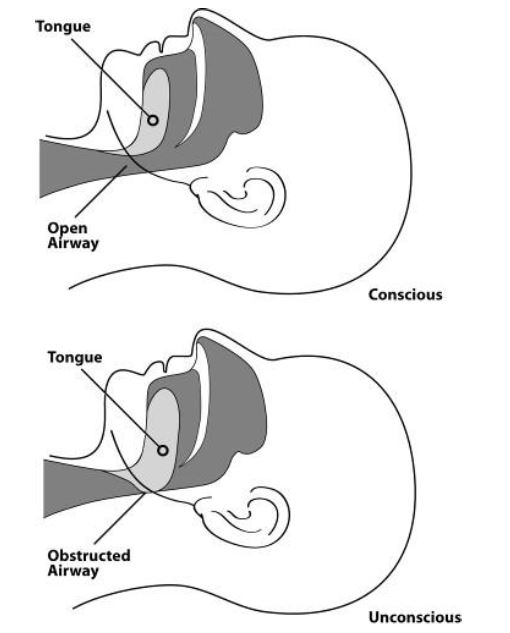 Tongue
Open
Airway
Conscious
Tongue
Obstructed
Airway
Unconscious